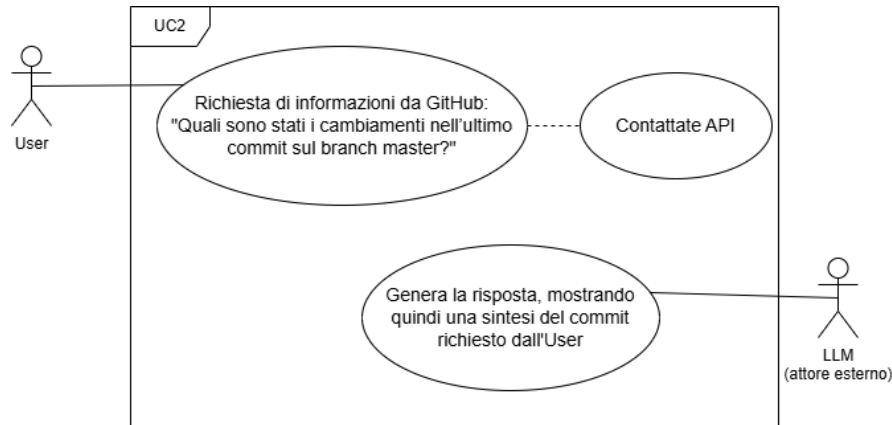 UC2
User
Richiesta di informazioni da GitHub:
"Quali sono stati i cambiamenti nell'ultimo
commit sul branch master?"
Contattate API
Genera la risposta, mostrando
quindi una sintesi del commit
richiesto dall'User
LLM
(attore esterno)